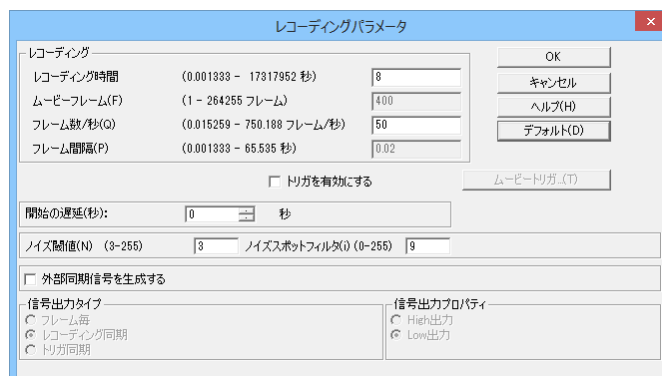 レコーディングパラメータ
レコーディング
レコーディング時間 (0.001333 - 17317952 秒) 8
ムービーフレーム(F) (1 - 264255 フレーム) 400
フレーム数/秒(Q) (0.015259 - 750.188 フレーム/秒) 50
フレーム間隔(P) (0.001333 - 65.535 秒) 0.02
OK
キャンセル
ヘルプ(H)
デフォルト(D)
トリガを有効にする
ムービートリガ...(T)
開始の遅延(秒): 0 秒
ノイズ閾値(N) (3-255) 3 ノイズスポットフィルタ(i) (0-255) 9
外部同期信号を生成する
信号出力タイプ
フレーム毎
レコーディング同期
トリガ同期
信号出力プロパティ
High出力
Low出力